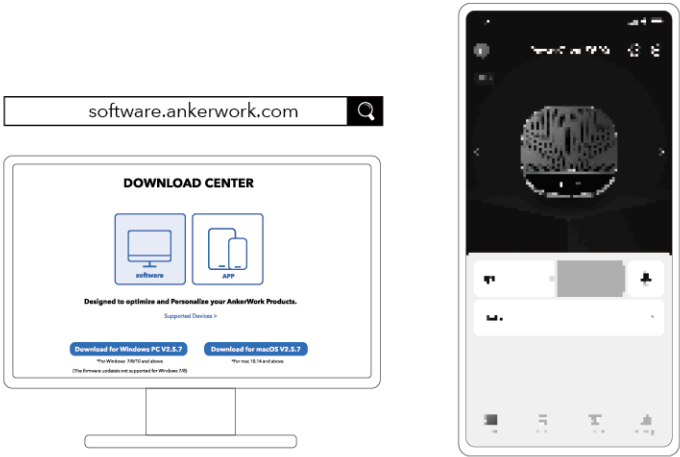 software.ankerwork.com
DOWNLOAD CENTER
software
APP
Designed to optimize and Personalize your AnkerWork Products.
Supported Devices >
Download for Windows PC V2.5.7
Download for macOS V2.5.7
*For Windows 7/8/10 and above
*For mac 10.14 and above
(The firmware updateis not supported for Windows 7/8)